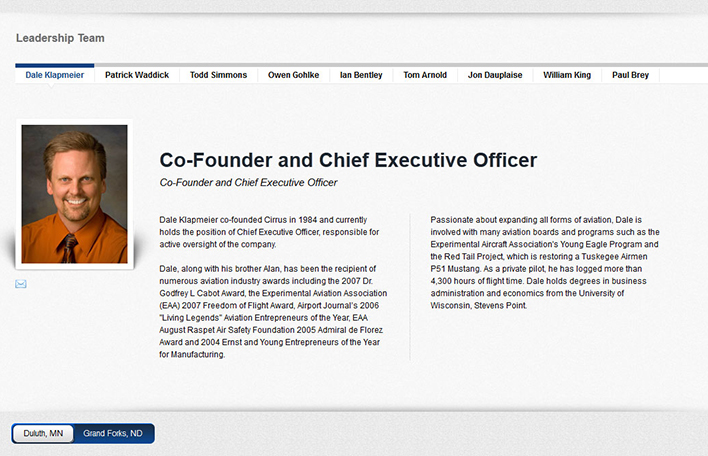 Leadership Team
Dale Klapmeier Patrick Waddick Todd Simmons Owen Gohlke Ian Bentley Tom Arnold Jon Dauplaise William King Paul Brey
Co-Founder and Chief Executive Officer
Co-Founder and Chief Executive Officer
Dale Klapmeier co-founded Cirrus in 1984 and currently
holds the position of Chief Executive Officer, responsible for
active oversight of the company.
Dale, along with his brother Alan, has been the recipient of
numerous aviation industry awards including the 2007 Dr.
Godfrey L Cabot Award, the Experimental Aviation Association
(EAA) 2007 Freedom of Flight Award, Airport Journal's 2006
"Living Legends" Aviation Entrepreneurs of the Year, EAA
August Raspet Air Safety Foundation 2005 Admiral de Florez
Award and 2004 Ernst and Young Entrepreneurs of the Year
for Manufacturing.
Passionate about expanding all forms of aviation, Dale is
involved with many aviation boards and programs such as the
Experimental Aircraft Association's Young Eagle Program and
the Red Tail Project, which is restoring a Tuskegee Airmen
P51 Mustang. As a private pilot, he has logged more than
4,300 hours of flight time. Dale holds degrees in business
administration and economics from the University of
Wisconsin, Stevens Point.
Duluth, MN Grand Forks, ND